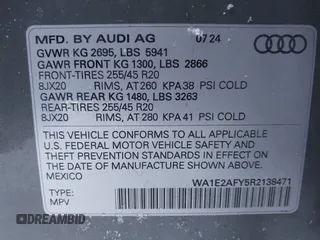 MFD. BY AUDI AG 07/24
GVWR KG 2695, LBS 5941
GAWR FRONT KG 1300, LBS 2866
FRONT-TIRES 255/45 R20
8JX20 RIMS, AT 260 KPA 38 PSI COLD
GAWR REAR KG 1480, LBS 3263
REAR-TIRES 255/45 R20
8JX20 RIMS, AT 280 KPA 41 PSI COLD
THIS VEHICLE CONFORMS TO ALL APPLICABLE
U.S. FEDERAL MOTOR VEHICLE SAFETY AND
THEFT PREVENTION STANDARDS IN EFFECT ON
THE DATE OF MANUFACTURE SHOWN ABOVE.
MEXICO
WA1E2AFY5R2138471
TYPE:
MPV
DREAMBID